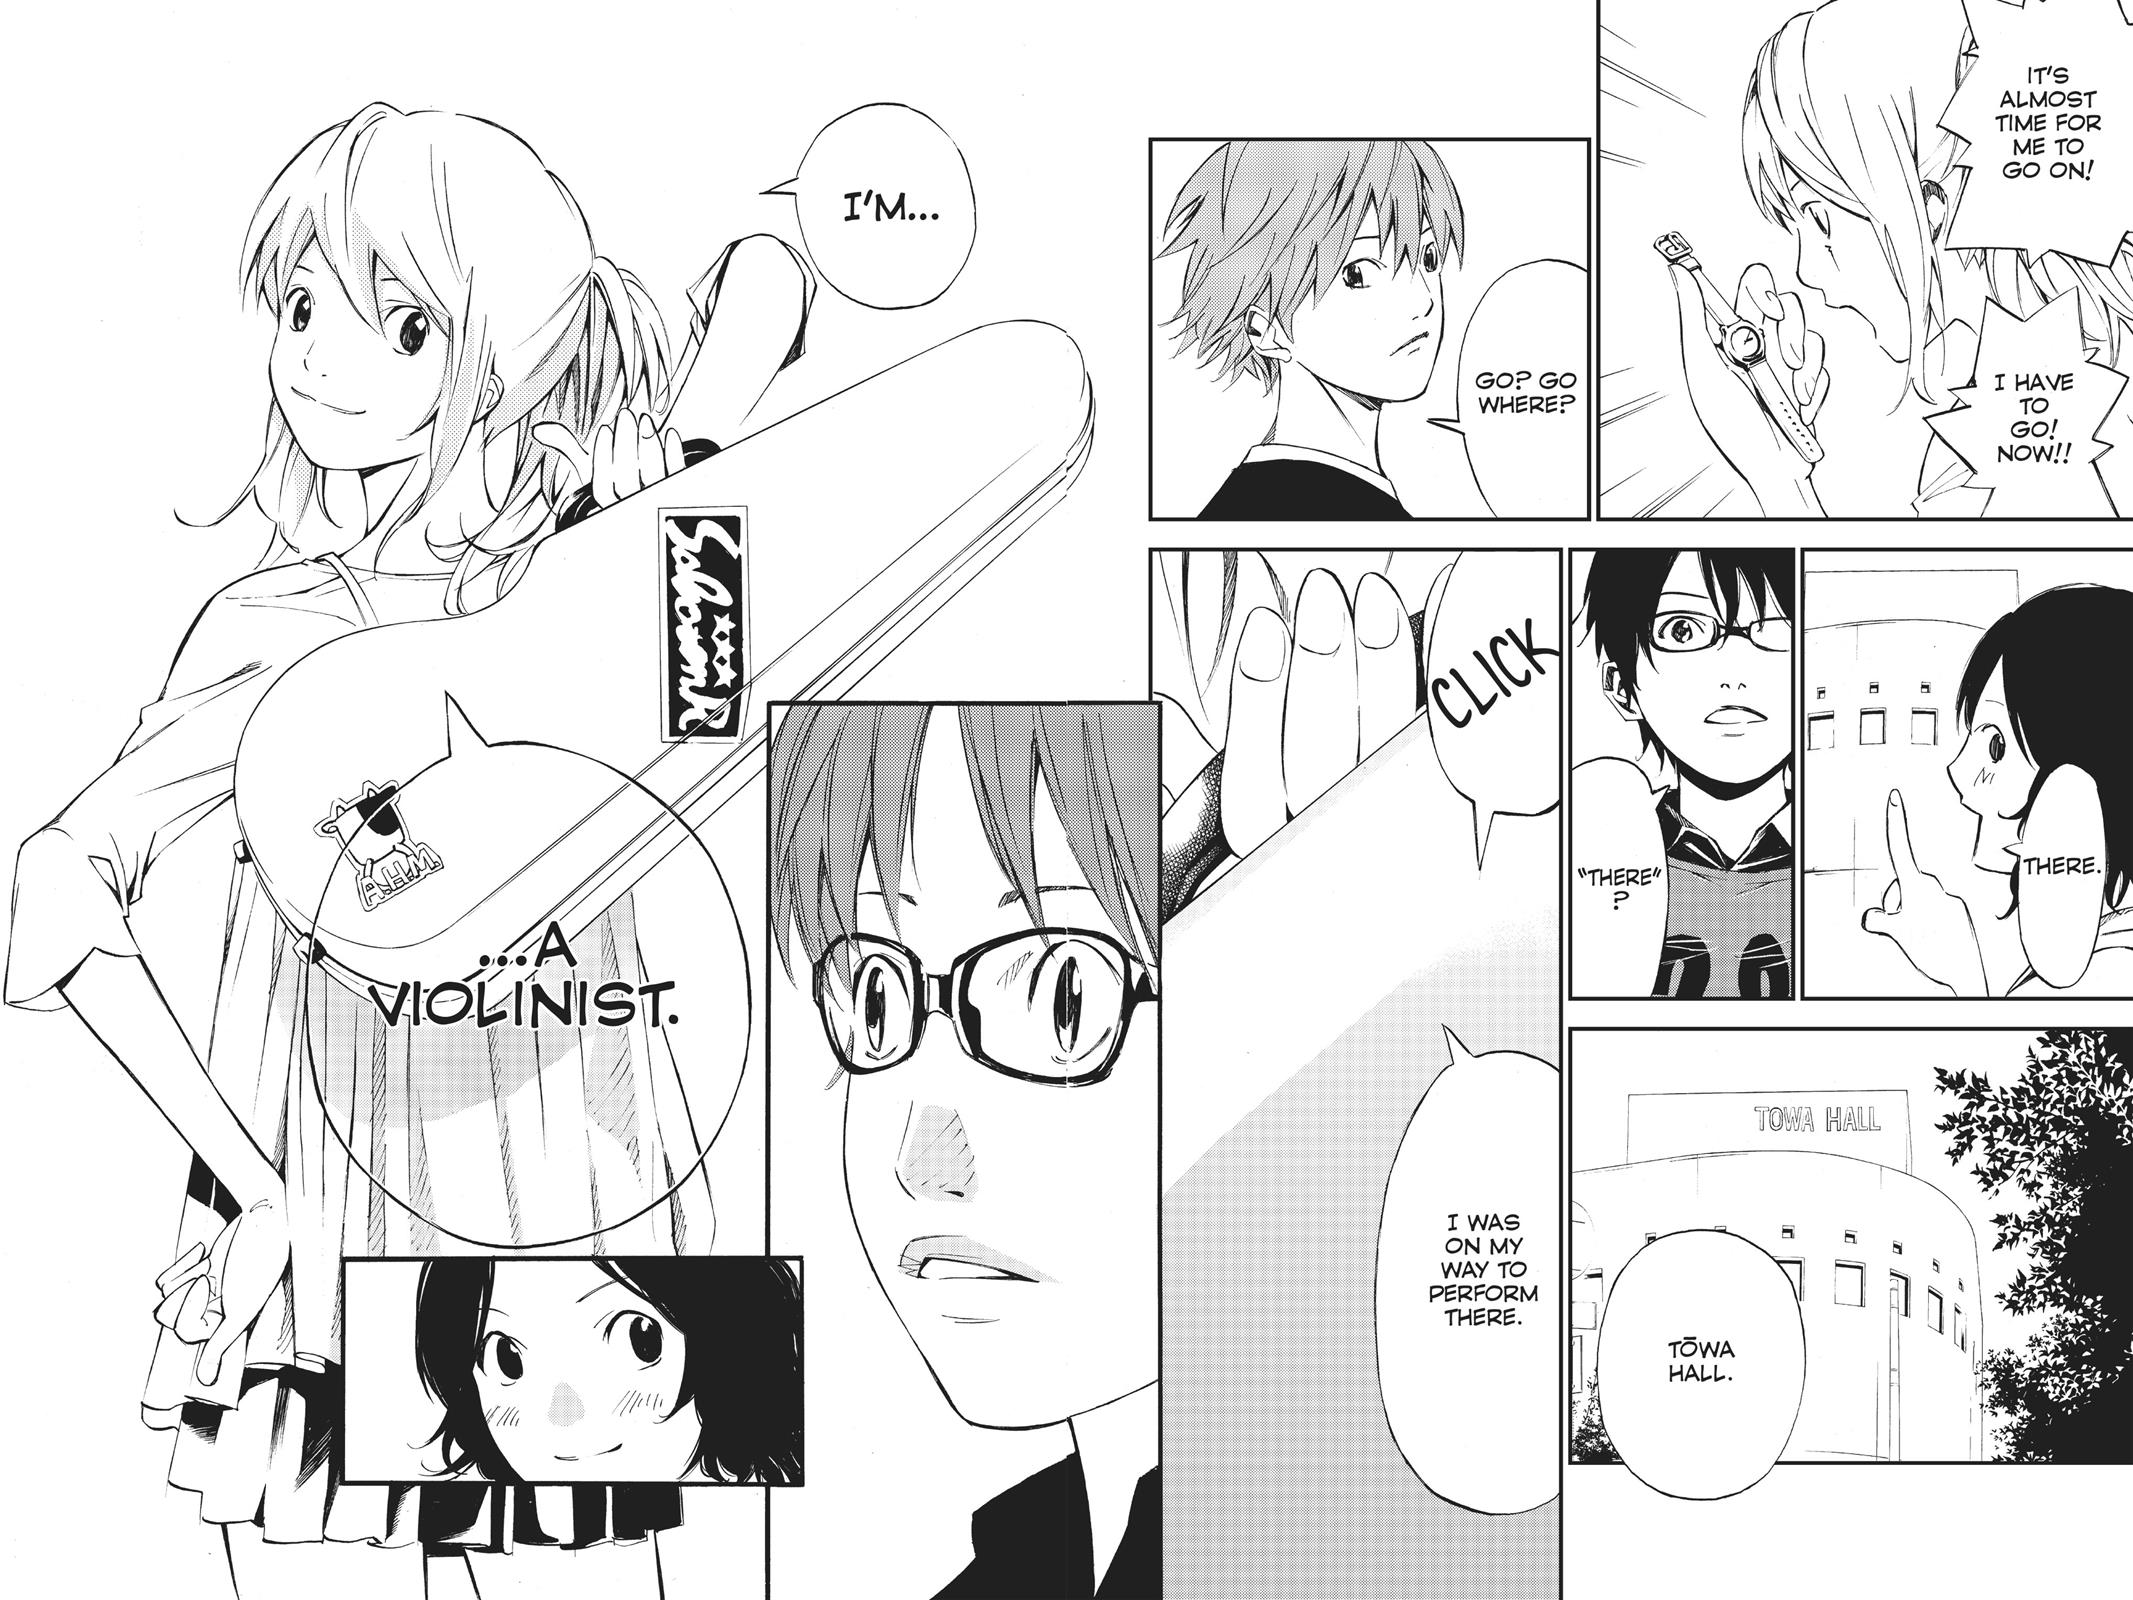 IT'S
ALMOST
TIME FOR
ME TO
GO ON!
I HAVE
TO
GO!
NOW!!
GO? GO
WHERE?
THERE.
"THERE"
?
TOWA HALL
TŌWA
HALL.
CLICK
I WAS
ON MY
WAY TO
PERFORM
THERE.
I'M...
A.H.M.
...A
VIOLINIST.